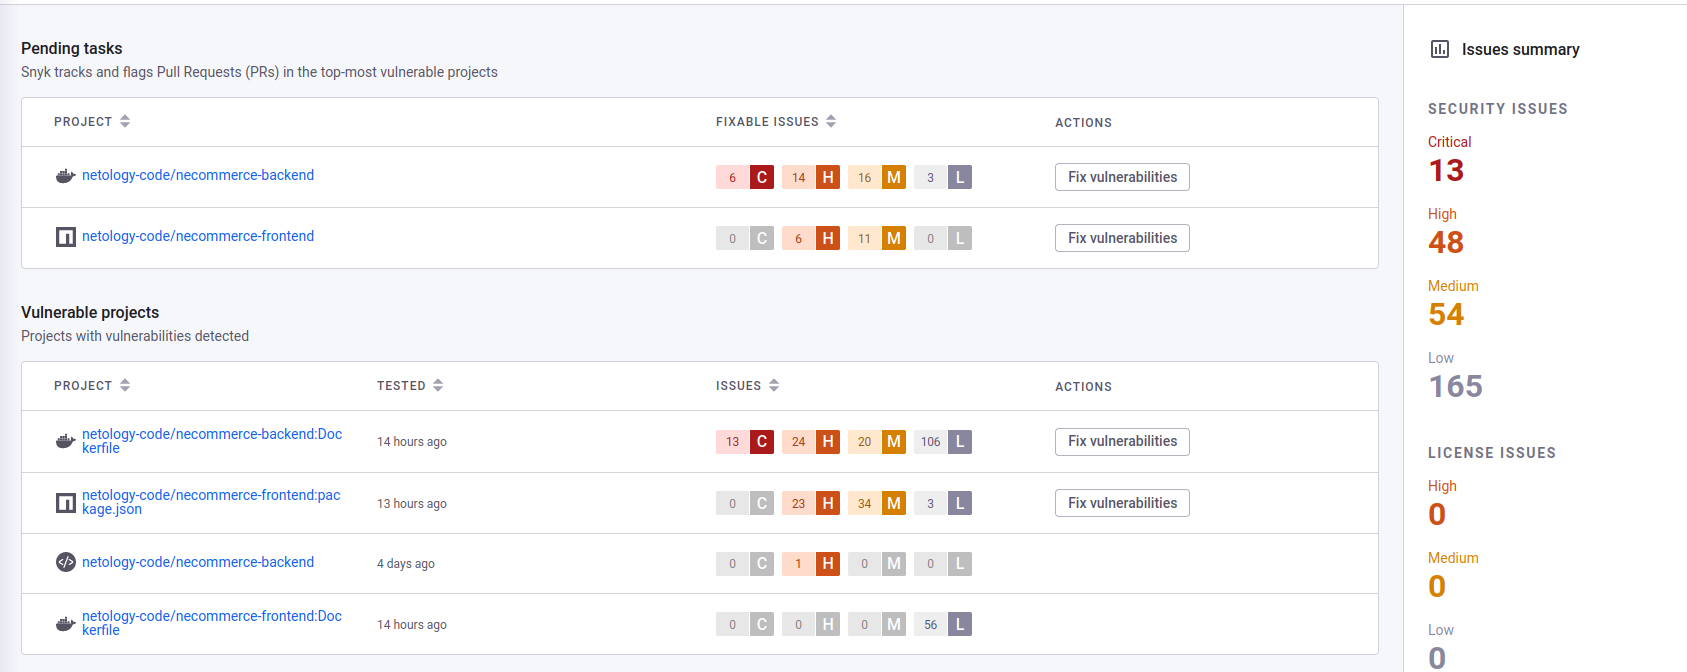 Pending tasks
Snyk tracks and flags Pull Requests (PRs) in the top-most vulnerable projects
PROJECT FIXABLE ISSUES ACTIONS
netology-code/necommerce-backend 6 C 14 H 16 M 3 L Fix vulnerabilities
netology-code/necommerce-frontend 0 C 6 H 11 M 0 L Fix vulnerabilities
Vulnerable projects
Projects with vulnerabilities detected
PROJECT TESTED ISSUES ACTIONS
netology-code/necommerce-backend:Doc
kerfile
14 hours ago 13 C 24 H 20 M 106 L Fix vulnerabilities
netology-code/necommerce-frontend:pac
kage.json
13 hours ago 0 C 23 H 34 M 3 L Fix vulnerabilities
netology-code/necommerce-backend 4 days ago 0 C 1 H 0 M 0 L
netology-code/necommerce-frontend:Doc
kerfile
14 hours ago 0 C 0 H 0 M 56 L
Issues summary
SECURITY ISSUES
Critical
13
High
48
Medium
54
Low
165
LICENSE ISSUES
High
0
Medium
0
Low
0